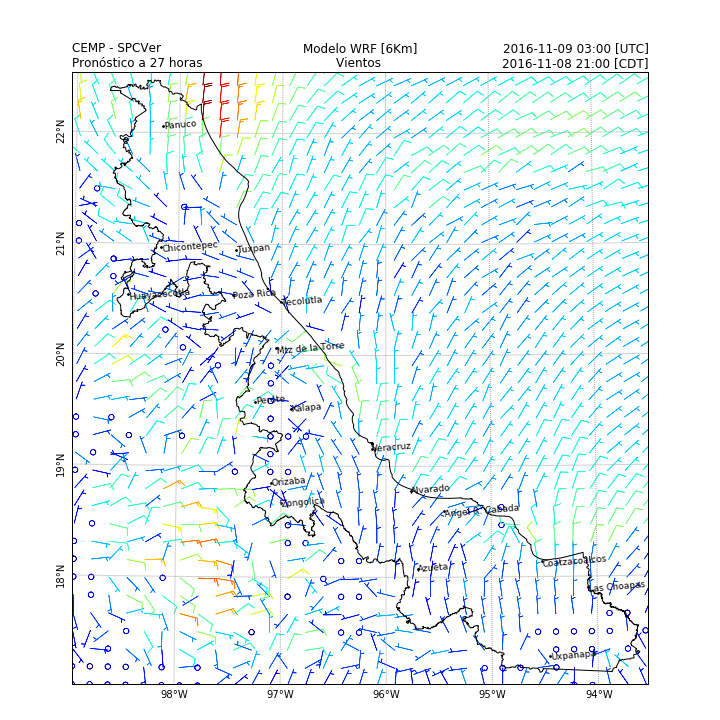 CEMP - SPCVer Modelo WRF [6Km] 2016-11-09 03:00 [UTC]
Pronóstico a 27 horas Vientos 2016-11-08 21:00 [CDT]
22°N
Panuco
21°N
Chicontepec Tuxpan
Huayacocotla Poza Rica Tecolutla
20°N
Mtz de la Torre
Perote Xalapa
19°N
Veracruz
Orizaba Alvarado
Zongolica Angel R. Cabada
18°N
Azueta Coatzacoalcos
Las Choapas
Uxpanapa
98°W 97°W 96°W 95°W 94°W